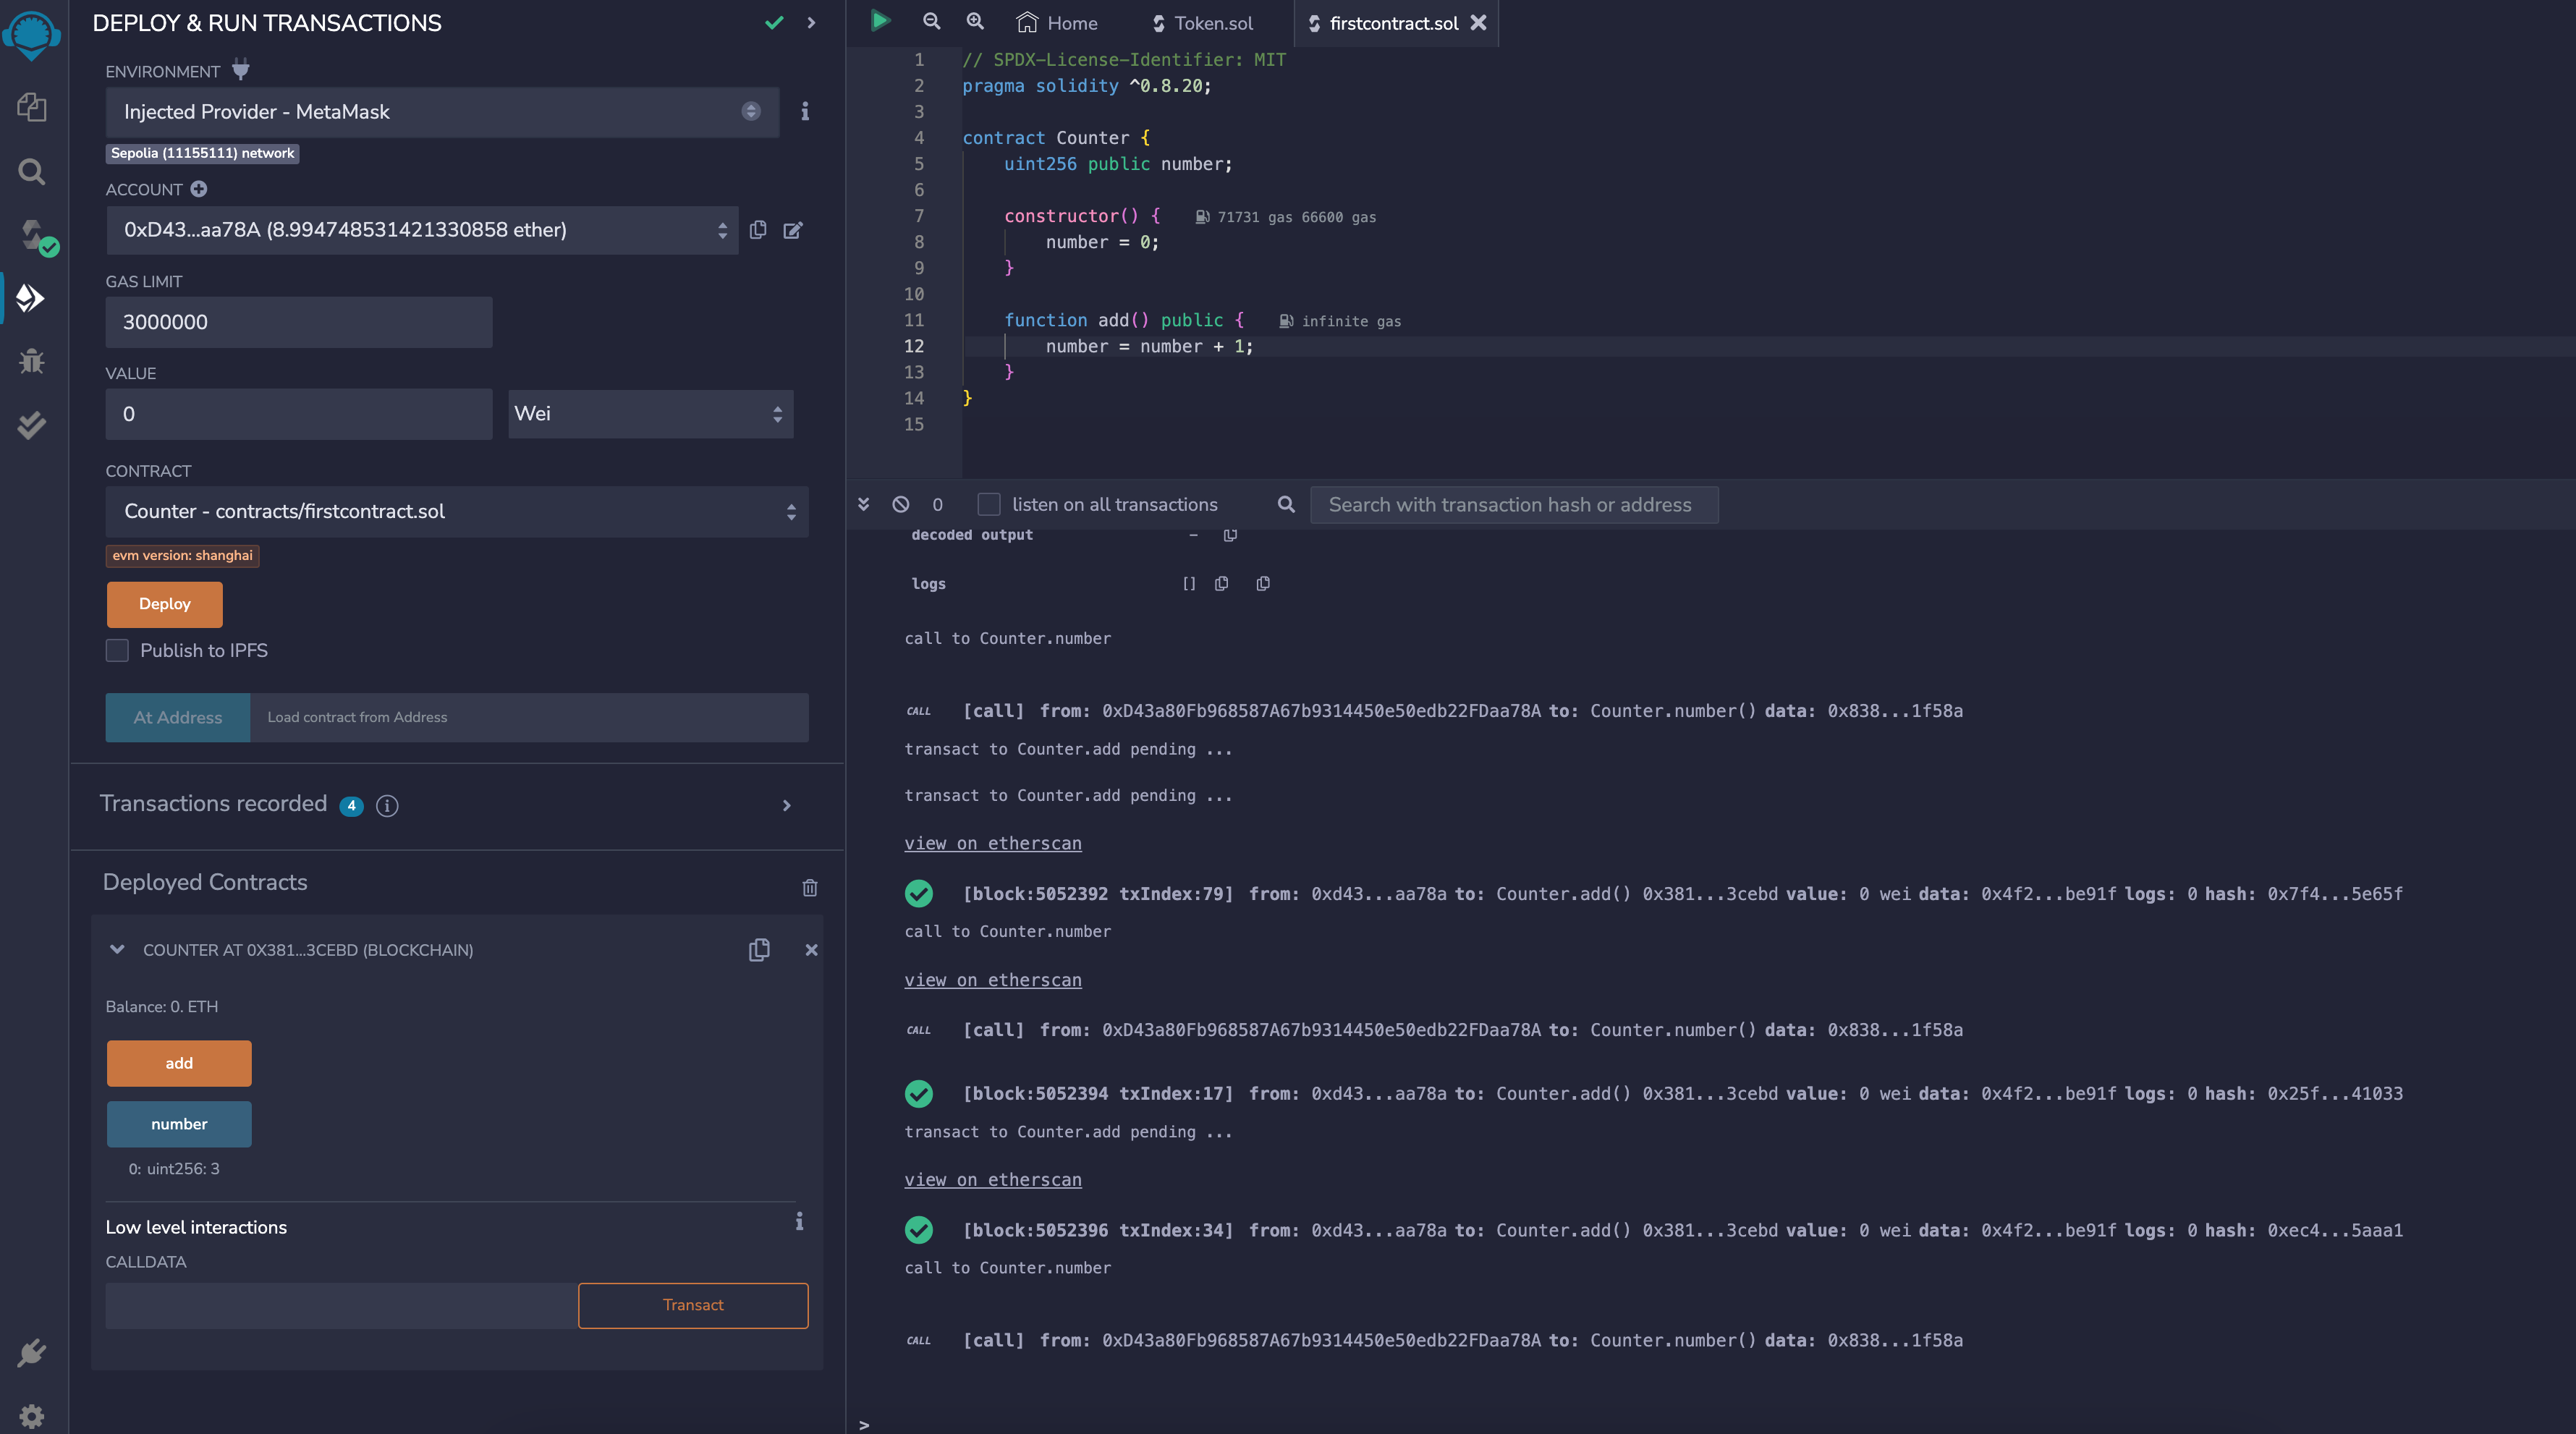 DEPLOY & RUN TRANSACTIONS
ENVIRONMENT
Injected Provider - MetaMask
Sepolia (11155111) network
ACCOUNT
0xD43...aa78A (8.994748531421330858 ether)
GAS LIMIT
3000000
VALUE
0
Wei
CONTRACT
Counter - contracts/firstcontract.sol
evm version: shanghai
Deploy
Publish to IPFS
At Address
Load contract from Address
Transactions recorded 4
Deployed Contracts
COUNTER AT 0X381...3CEBD (BLOCKCHAIN)
Balance: 0. ETH
add
number
0: uint256: 3
Low level interactions
CALLDATA
Transact
Home
Token.sol
firstcontract.sol
1 // SPDX-License-Identifier: MIT
2 pragma solidity ^0.8.20;
3
4 contract Counter {
5 uint256 public number;
6
7 constructor() { 71731 gas 66600 gas
8 number = 0;
9 }
10
11 function add() public { infinite gas
12 number = number + 1;
13 }
14 }
15
0
listen on all transactions
Search with transaction hash or address
decoded output -
logs []
call to Counter.number
CALL [call] from: 0xD43a80Fb968587A67b9314450e50edb22FDaa78A to: Counter.number() data: 0x838...1f58a
transact to Counter.add pending ...
transact to Counter.add pending ...
view on etherscan
[block:5052392 txIndex:79] from: 0xd43...aa78a to: Counter.add() 0x381...3cebd value: 0 wei data: 0x4f2...be91f logs: 0 hash: 0x7f4...5e65f
call to Counter.number
view on etherscan
CALL [call] from: 0xD43a80Fb968587A67b9314450e50edb22FDaa78A to: Counter.number() data: 0x838...1f58a
[block:5052394 txIndex:17] from: 0xd43...aa78a to: Counter.add() 0x381...3cebd value: 0 wei data: 0x4f2...be91f logs: 0 hash: 0x25f...41033
transact to Counter.add pending ...
view on etherscan
[block:5052396 txIndex:34] from: 0xd43...aa78a to: Counter.add() 0x381...3cebd value: 0 wei data: 0x4f2...be91f logs: 0 hash: 0xec4...5aaa1
call to Counter.number
CALL [call] from: 0xD43a80Fb968587A67b9314450e50edb22FDaa78A to: Counter.number() data: 0x838...1f58a
>